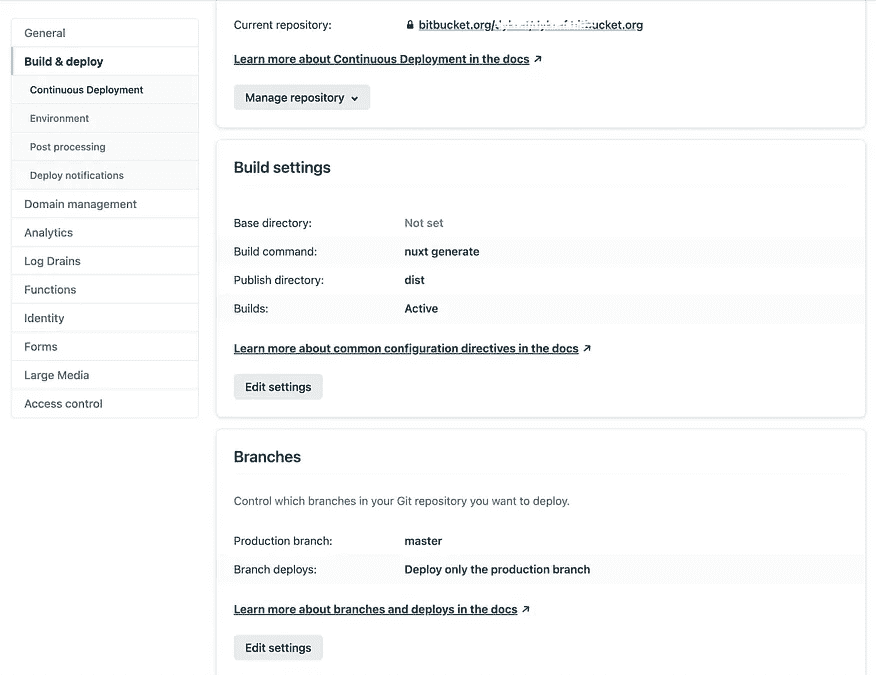 General
Build & deploy
Continuous Deployment
Environment
Post processing
Deploy notifications
Domain management
Analytics
Log Drains
Functions
Identity
Forms
Large Media
Access control
Current repository: bitbucket.org/
Learn more about Continuous Deployment in the docs ↗
Manage repository
Build settings
Base directory: Not set
Build command: nuxt generate
Publish directory: dist
Builds: Active
Learn more about common configuration directives in the docs ↗
Edit settings
Branches
Control which branches in your Git repository you want to deploy.
Production branch: master
Branch deploys: Deploy only the production branch
Learn more about branches and deploys in the docs ↗
Edit settings